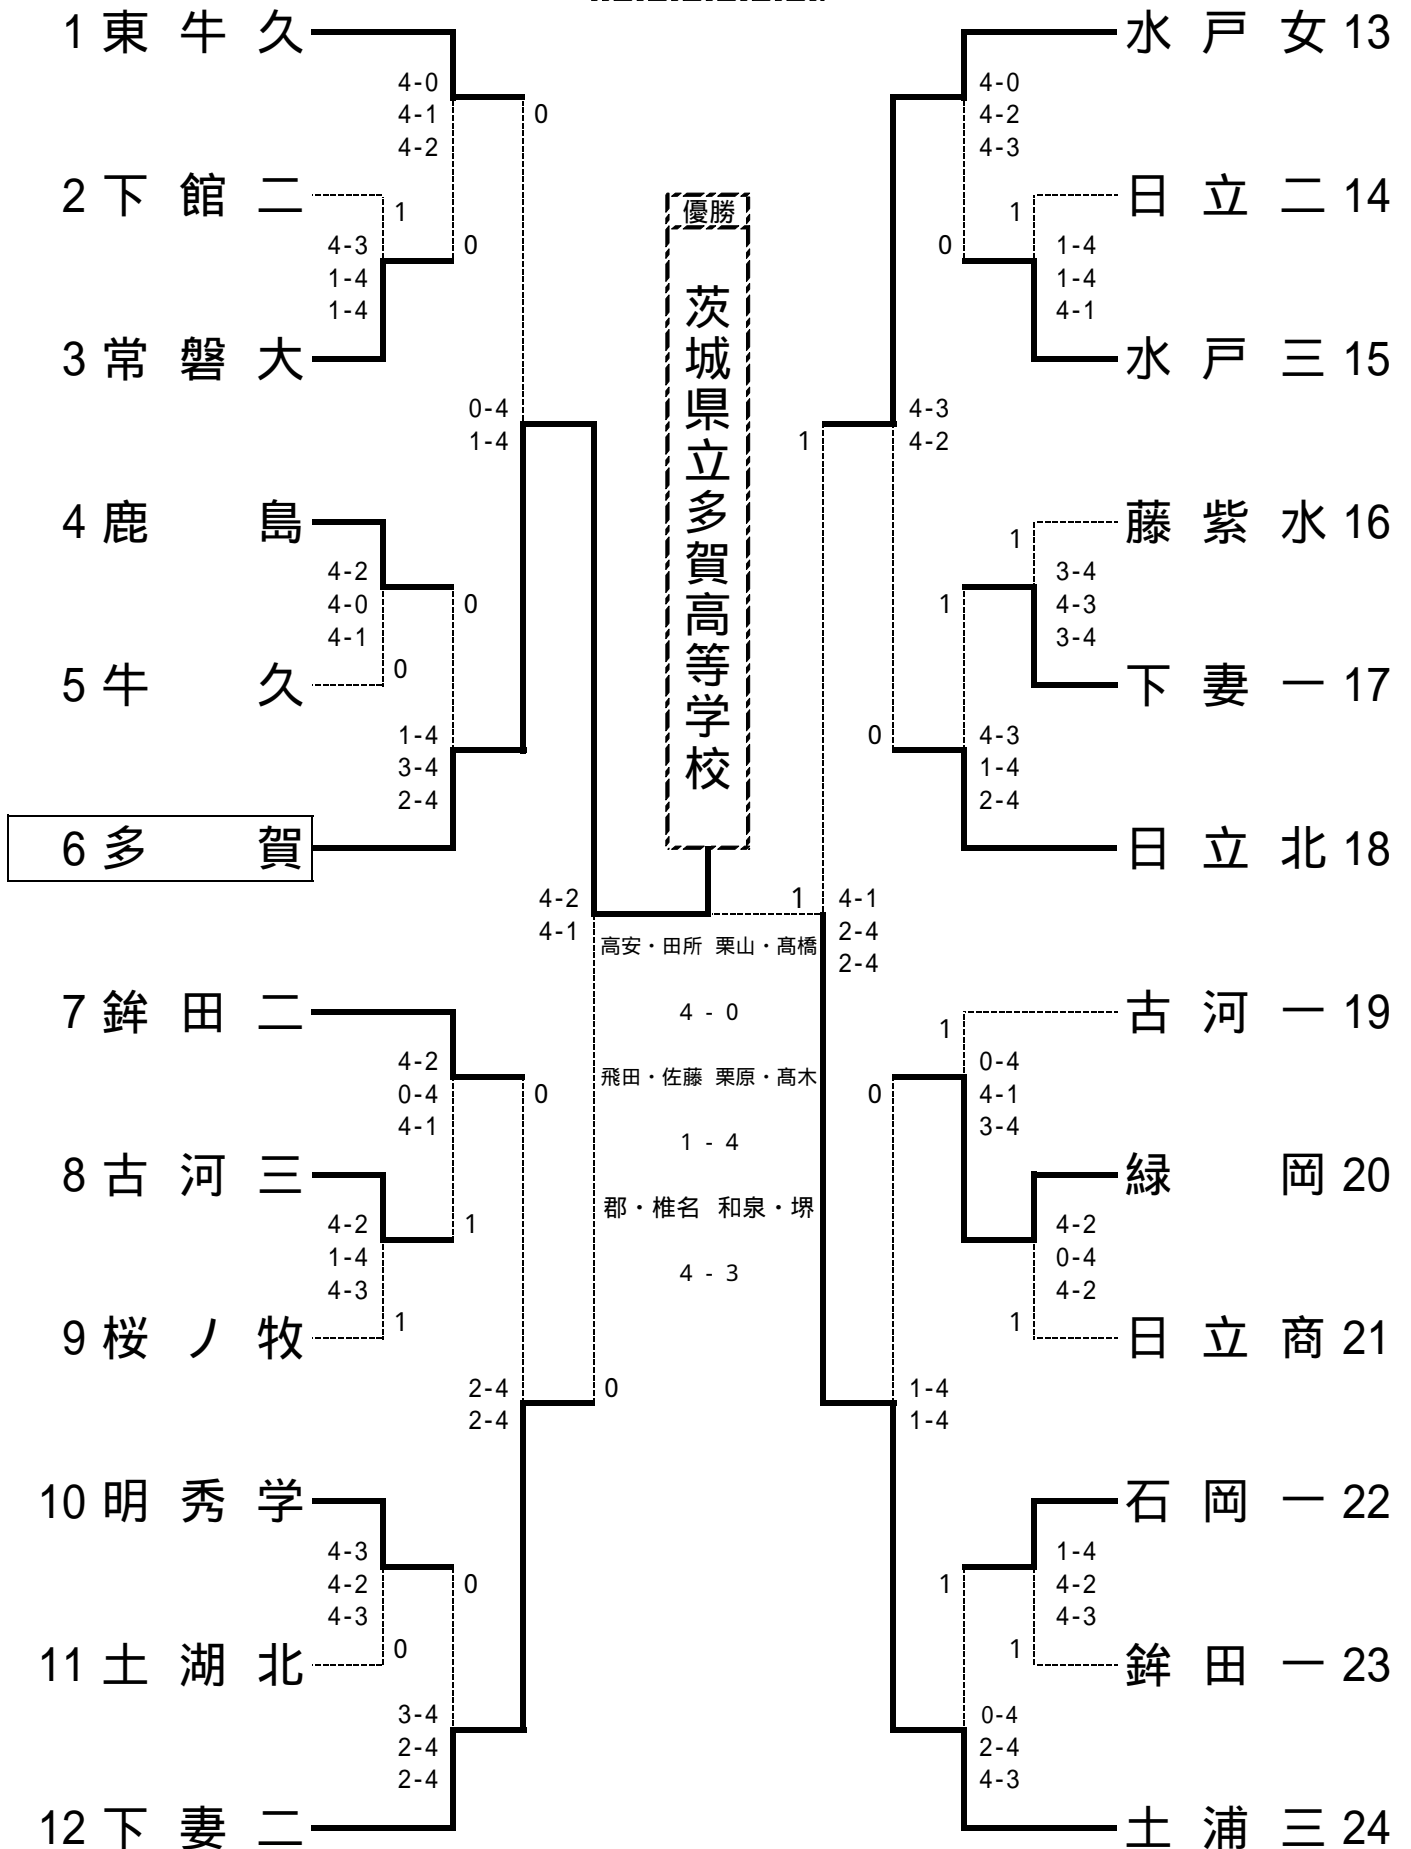 1 東牛久
4-0
4-1
4-2
0
2 下館二
1
4-3
1-4
1-4
0
3 常磐大
0-4
1-4
4 鹿島
4-2
4-0
4-1
0
5 牛久
0
1-4
3-4
2-4
6 多賀
4-2
4-1
7 鉾田二
4-2
0-4
4-1
0
8 古河三
4-2
1-4
4-3
1
9 桜ノ牧
1
2-4
2-4
0
10 明秀学
4-3
4-2
4-3
0
11 土湖北
0
3-4
2-4
2-4
12 下妻二
優勝
茨城県立多賀高等学校
1
高安・田所 栗山・髙橋
4 - 0
飛田・佐藤 栗原・髙木
1 - 4
郡・椎名 和泉・堺
4 - 3
水戸女 13
4-0
4-2
4-3
日立二 14
1
0
1-4
1-4
4-1
水戸三 15
4-3
4-2
1
藤紫水 16
1
3-4
4-3
3-4
1
下妻一 17
0
4-3
1-4
2-4
日立北 18
4-1
2-4
2-4
古河一 19
1
0-4
4-1
3-4
0
緑岡 20
4-2
0-4
4-2
1
日立商 21
1-4
1-4
石岡一 22
1-4
4-2
4-3
1
1
鉾田一 23
0-4
2-4
4-3
土浦三 24